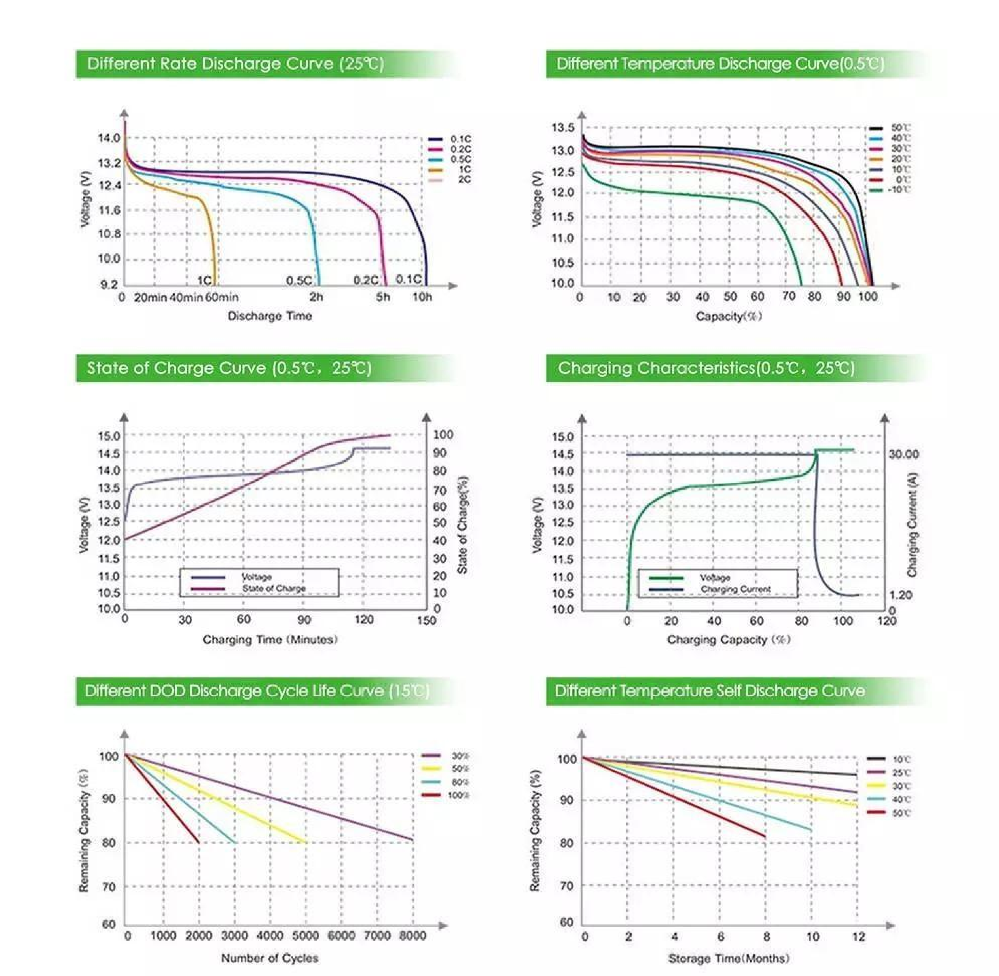 Different Rate Discharge Curve (25℃)
14.0
13.2
12.4
11.6
10.8
10.0
9.2
Voltage (V)
0.1C
0.2C
0.5C
1C
2C
1C
0.5C
0.2C
0.1C
0 20min 40min 60min 2h 5h 10h
Discharge Time
Different Temperature Discharge Curve(0.5℃)
13.5
13.0
12.5
12.0
11.5
11.0
10.5
10.0
Voltage (V)
50℃
40℃
30℃
20℃
10℃
0℃
-10℃
0 10 20 30 40 50 60 70 80 90 100
Capacity(%)
State of Charge Curve (0.5℃, 25℃)
15.0
14.5
14.0
13.5
13.0
12.5
12.0
11.5
11.0
10.5
10.0
Voltage (V)
100
90
80
70
60
50
40
30
20
10
0
State of Charge(%)
Voltage
State of Charge
0 30 60 90 120 150
Charging Time (Minutes)
Charging Characteristics(0.5℃, 25℃)
15.0
14.5
14.0
13.5
13.0
12.5
12.0
11.5
11.0
10.5
10.0
Voltage (V)
30.00
1.20
0
Charging Current (A)
Voltage
Charging Current
0 20 40 60 80 100 120
Charging Capacity (%)
Different DOD Discharge Cycle Life Curve (15℃)
100
90
80
70
60
Remaining Capacity (%)
30%
50%
80%
100%
0 1000 2000 3000 4000 5000 6000 7000 8000
Number of Cycles
Different Temperature Self Discharge Curve
100
90
80
70
60
Remaining Capacity (%)
10℃
25℃
30℃
40℃
50℃
0 2 4 6 8 10 12
Storage Time(Months)